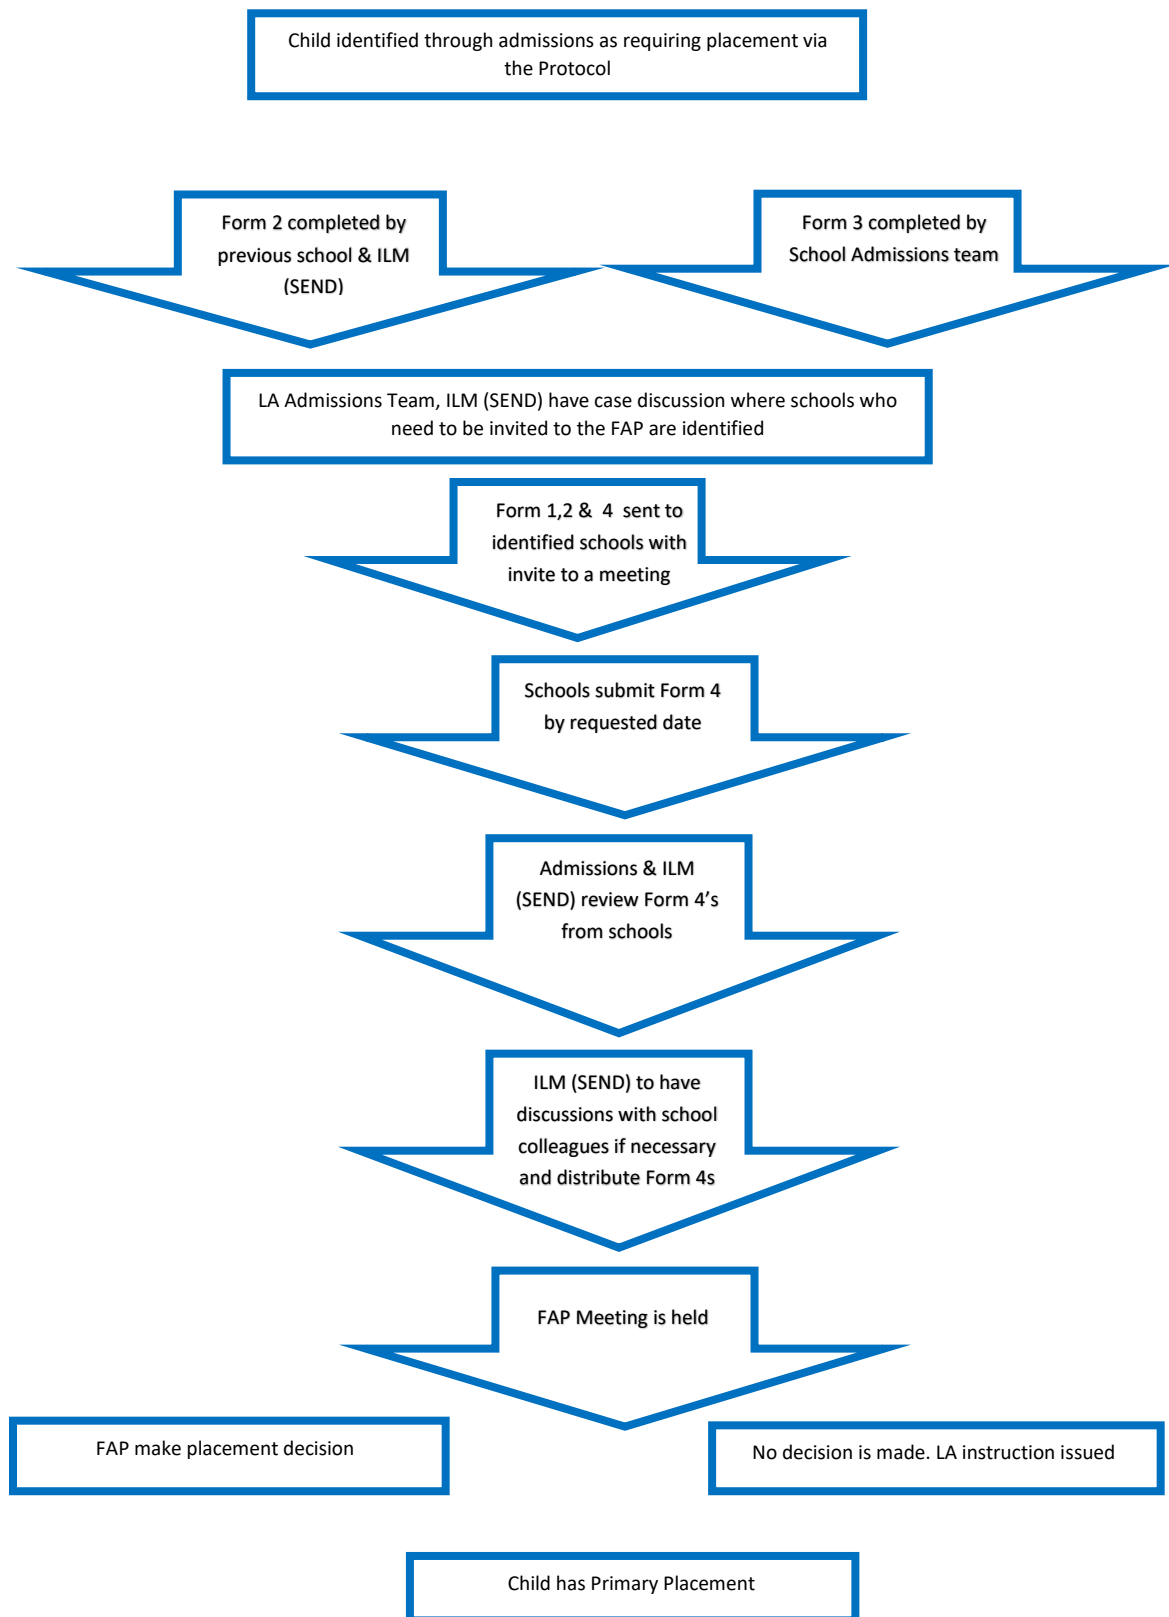 Child identified through admissions as requiring placement via
the Protocol
Form 2 completed by
previous school & ILM
(SEND)
Form 3 completed by
School Admissions team
LA Admissions Team, ILM (SEND) have case discussion where schools who
need to be invited to the FAP are identified
Form 1,2 & 4 sent to
identified schools with
invite to a meeting
Schools submit Form 4
by requested date
Admissions & ILM
(SEND) review Form 4’s
from schools
ILM (SEND) to have
discussions with school
colleagues if necessary
and distribute Form 4s
FAP Meeting is held
FAP make placement decision
No decision is made. LA instruction issued
Child has Primary Placement